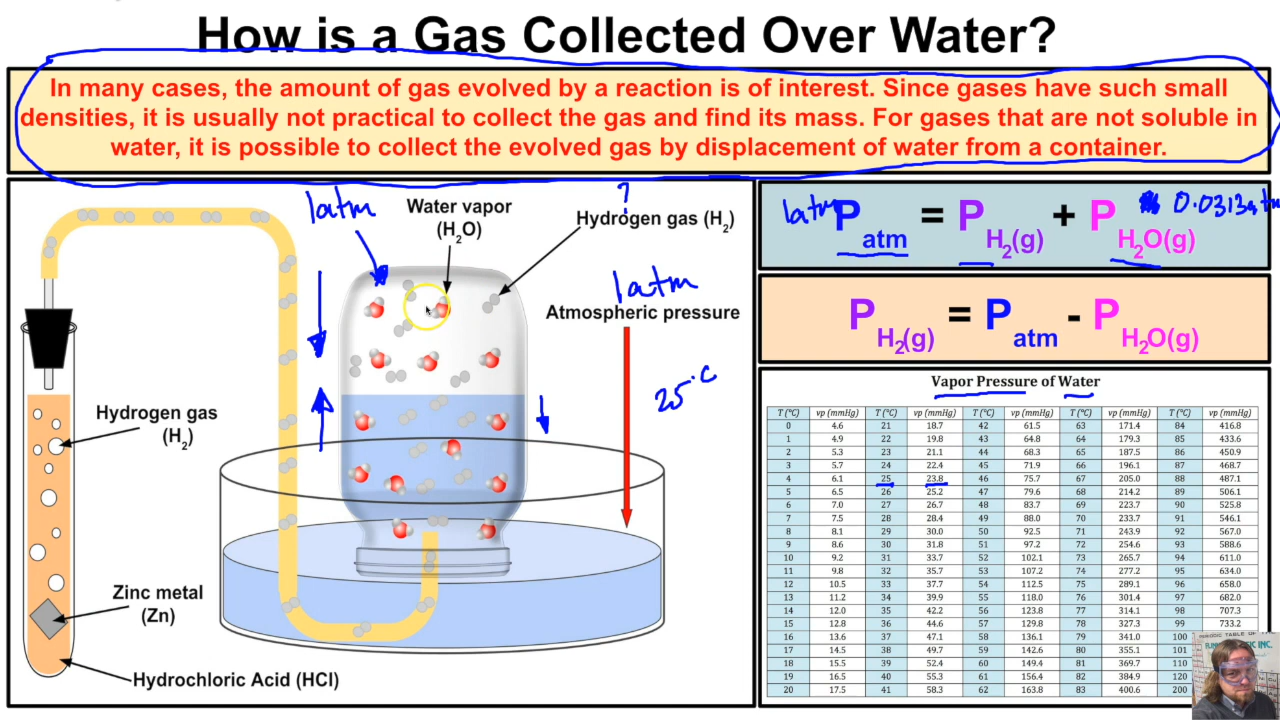 How is a Gas Collected Over Water?
In many cases, the amount of gas evolved by a reaction is of interest. Since gases have such small
densities, it is usually not practical to collect the gas and find its mass. For gases that are not soluble in
water, it is possible to collect the evolved gas by displacement of water from a container.
1atm
Water vapor
(H2O)
?
Hydrogen gas (H2)
1atm
Atmospheric pressure
25°C
Hydrogen gas
(H2)
Zinc metal
(Zn)
Hydrochloric Acid (HCl)
1atm 0.0313atm
Patm = PH2(g) + PH2O(g)
PH2(g) = Patm - PH2O(g)
Vapor Pressure of Water
T (°C) vp (mmHg) T (°C) vp (mmHg) T (°C) vp (mmHg) T (°C) vp (mmHg) T (°C) vp (mmHg)
0 4.6 21 18.7 42 61.5 63 171.4 84 416.8
1 4.9 22 19.8 43 64.8 64 179.3 85 433.6
2 5.3 23 21.1 44 68.3 65 187.5 86 450.9
3 5.7 24 22.4 45 71.9 66 196.1 87 468.7
4 6.1 25 23.8 46 75.7 67 205.0 88 487.1
5 6.5 26 25.2 47 79.6 68 214.2 89 506.1
6 7.0 27 26.7 48 83.7 69 223.7 90 525.8
7 7.5 28 28.4 49 88.0 70 233.7 91 546.1
8 8.1 29 30.0 50 92.5 71 243.9 92 567.0
9 8.6 30 31.8 51 97.2 72 254.6 93 588.6
10 9.2 31 33.7 52 102.1 73 265.7 94 611.0
11 9.8 32 35.7 53 107.2 74 277.2 95 634.0
12 10.5 33 37.7 54 112.5 75 289.1 96 658.0
13 11.2 34 39.9 55 118.0 76 301.4 97 682.0
14 12.0 35 42.2 56 123.8 77 314.1 98 707.3
15 12.8 36 44.6 57 129.8 78 327.3 99 733.2
16 13.6 37 47.1 58 136.1 79 341.0 100
17 14.5 38 49.7 59 142.6 80 355.1 101
18 15.5 39 52.4 60 149.4 81 369.7 110
19 16.5 40 55.3 61 156.4 82 384.9 120
20 17.5 41 58.3 62 163.8 83 400.6 200